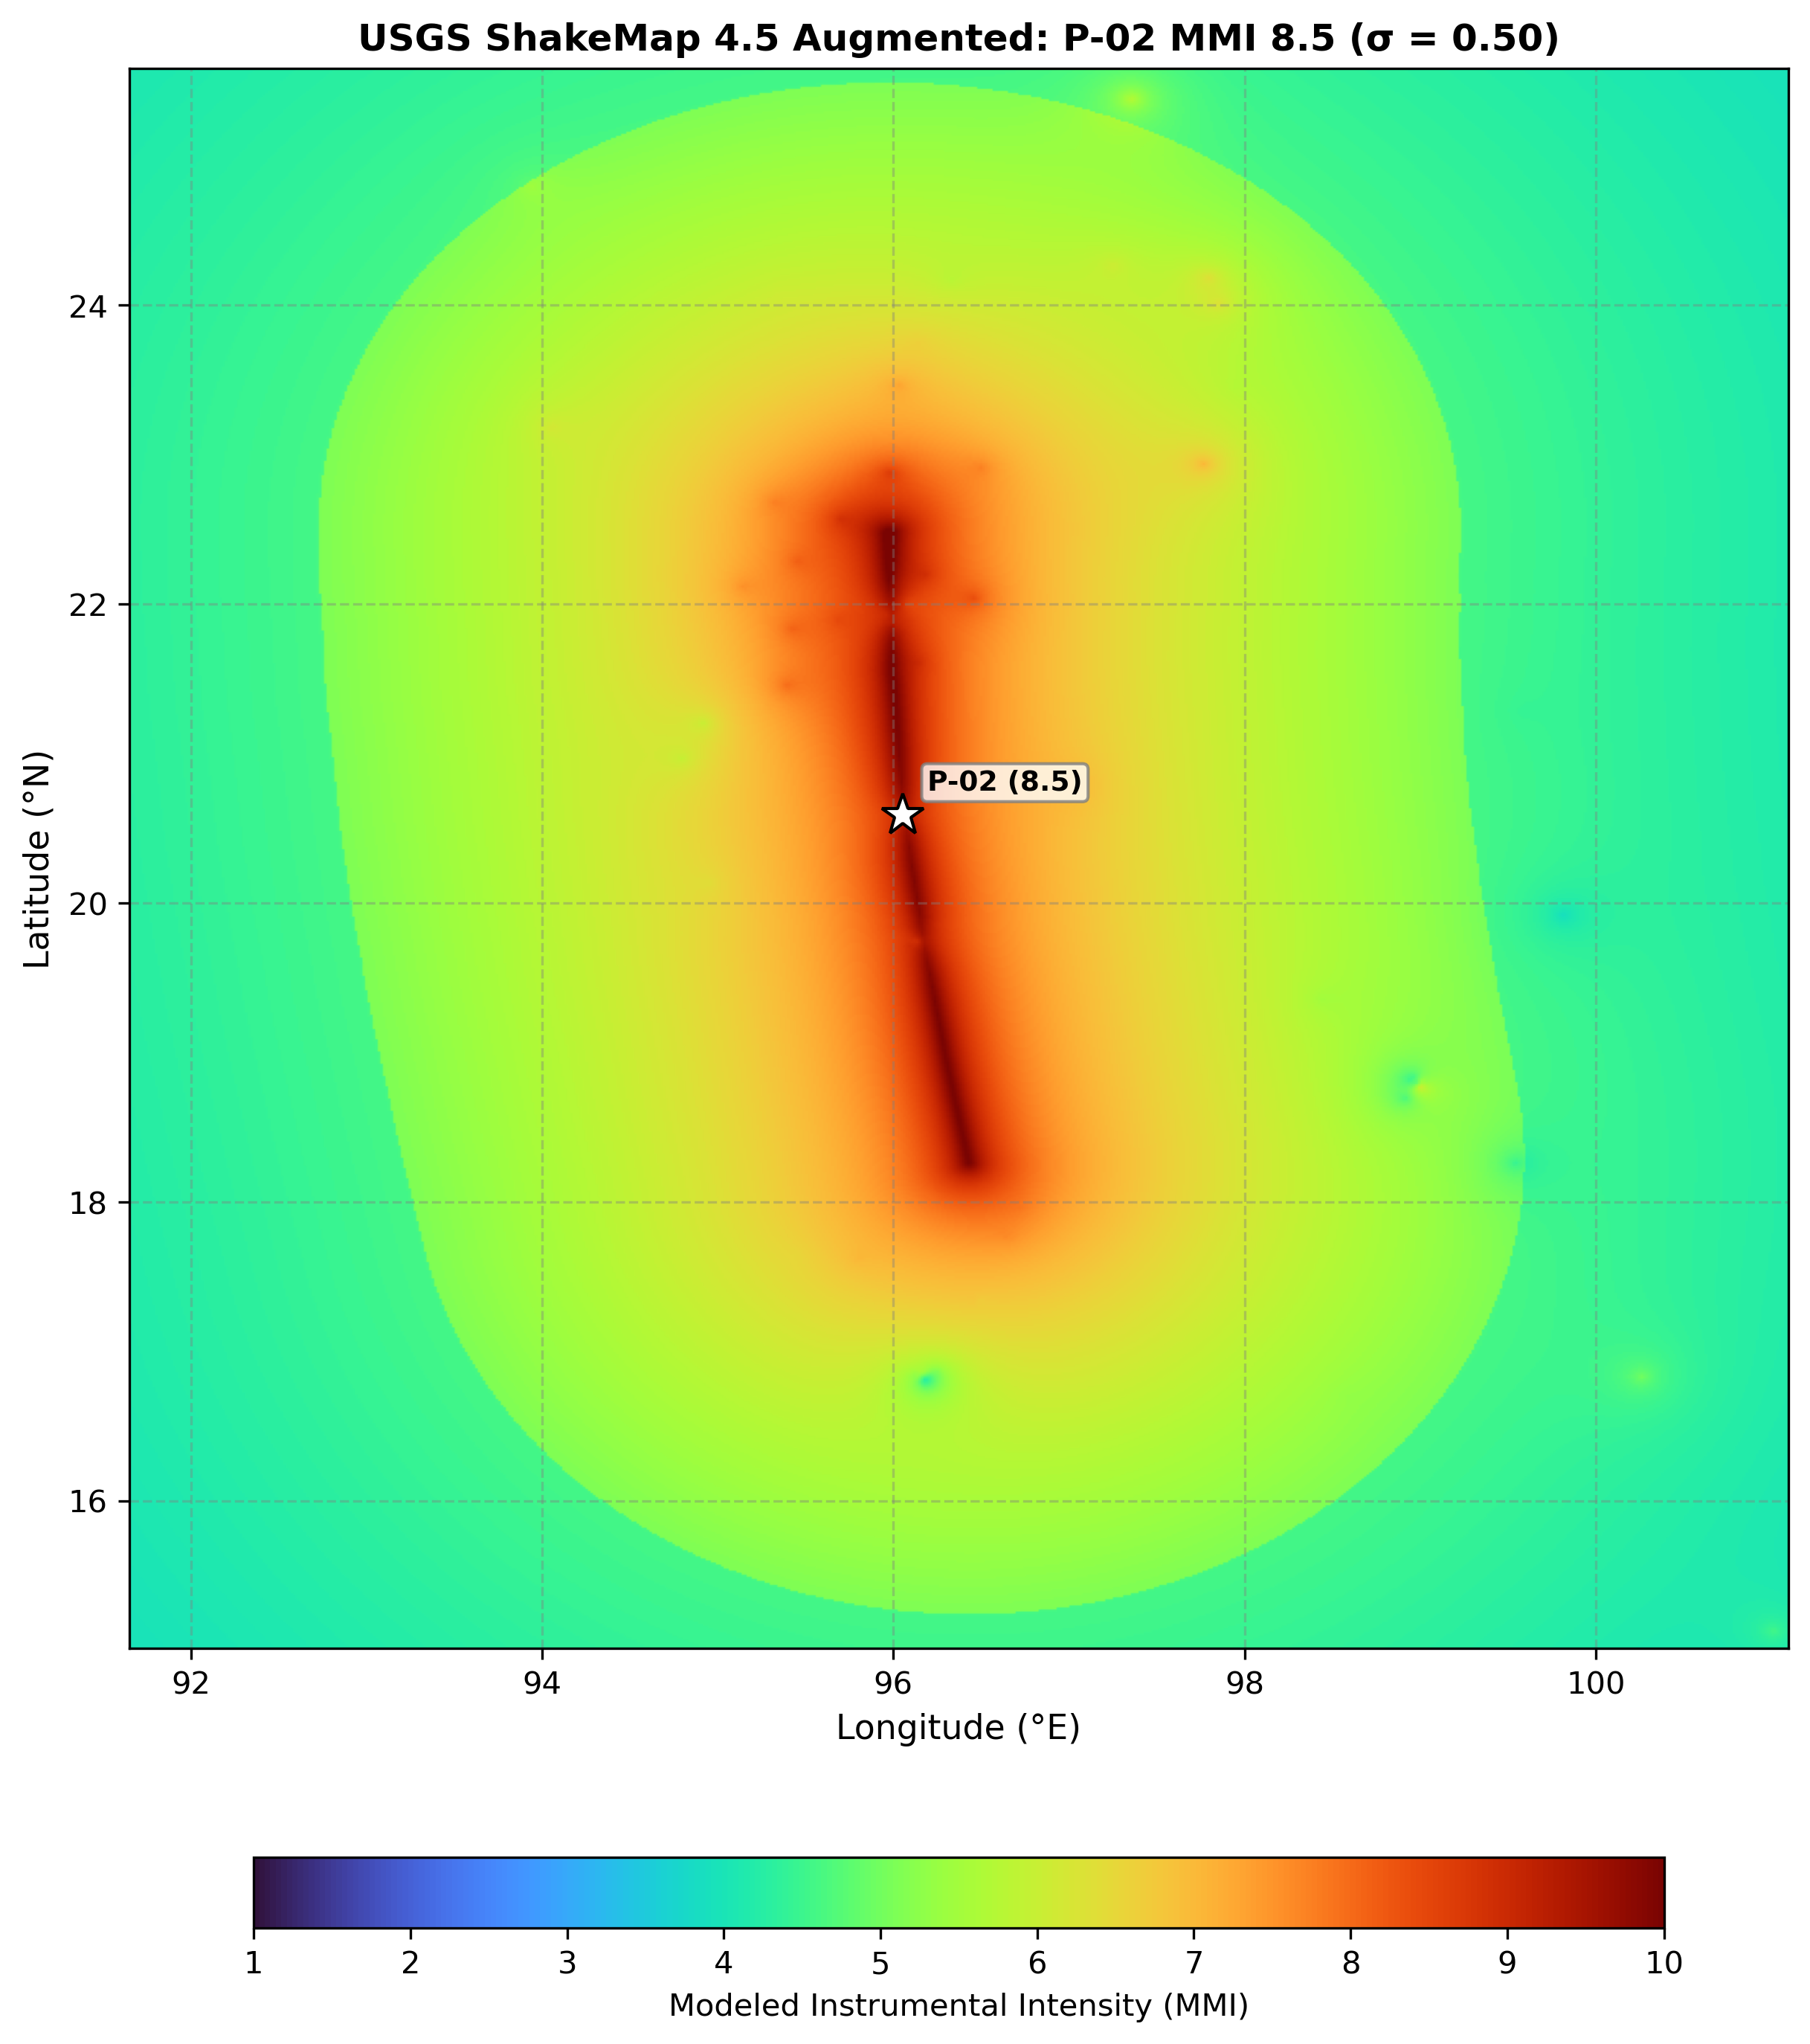 USGS ShakeMap 4.5 Augmented: P-02 MMI 8.5 (σ = 0.50)
24
22
20
18
16
Latitude (°N)
P-02 (8.5)
92 94 96 98 100
Longitude (°E)
1 2 3 4 5 6 7 8 9 10
Modeled Instrumental Intensity (MMI)